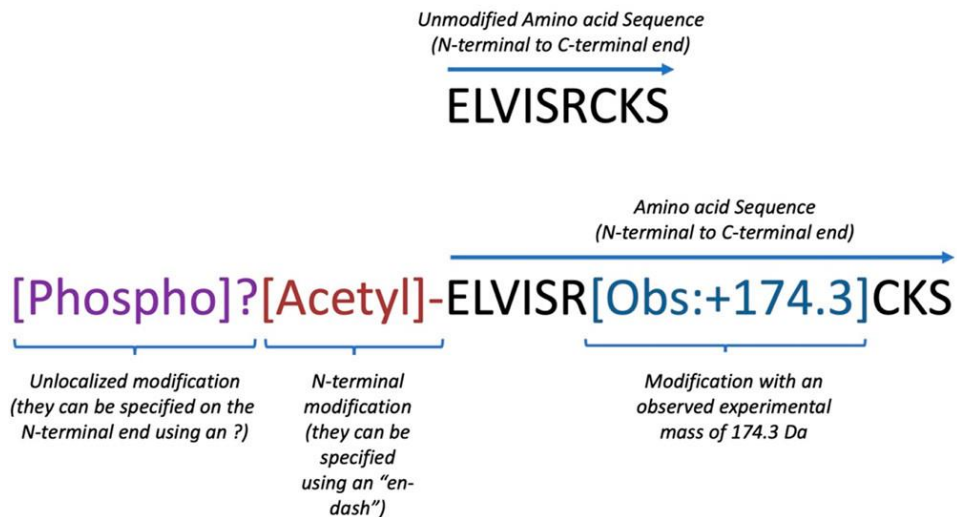 Unmodified Amino acid Sequence
(N-terminal to C-terminal end)
ELVISRCKS
Amino acid Sequence
(N-terminal to C-terminal end)
[Phospho]?[Acetyl]-ELVISR[Obs:+174.3]CKS
Unlocalized modification
(they can be specified on the
N-terminal end using an ?)
N-terminal
modification
(they can be
specified
using an “en-
dash”)
Modification with an
observed experimental
mass of 174.3 Da